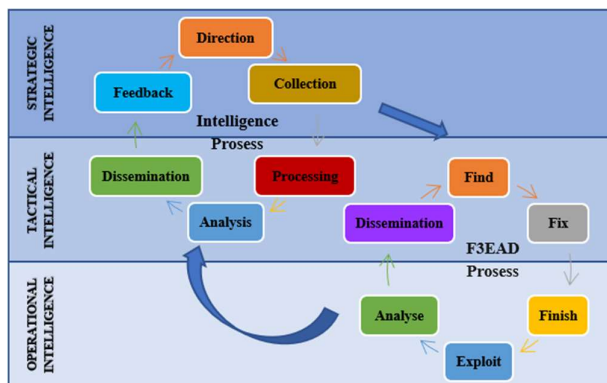 STRATEGIC
INTELLIGENCE
Direction
Feedback
Collection
Intelligence
Prosess
TACTICAL
INTELLIGENCE
Dissemination
Processing
Analysis
Find
Dissemination
Fix
F3EAD
Prosess
OPERATIONAL
INTELLIGENCE
Analyse
Finish
Exploit